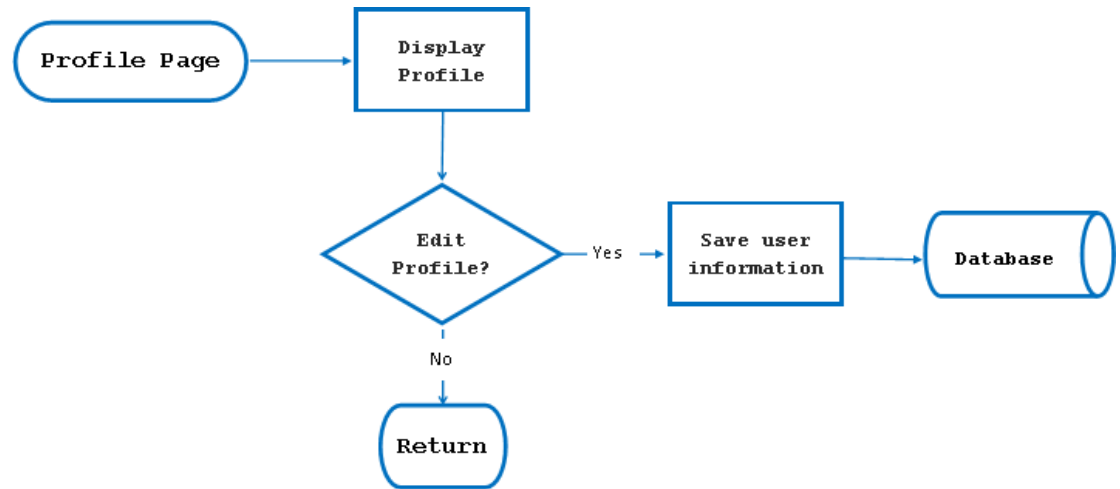 Profile Page
Display
Profile
Edit
Profile?
Yes
Save user
information
Database
No
Return